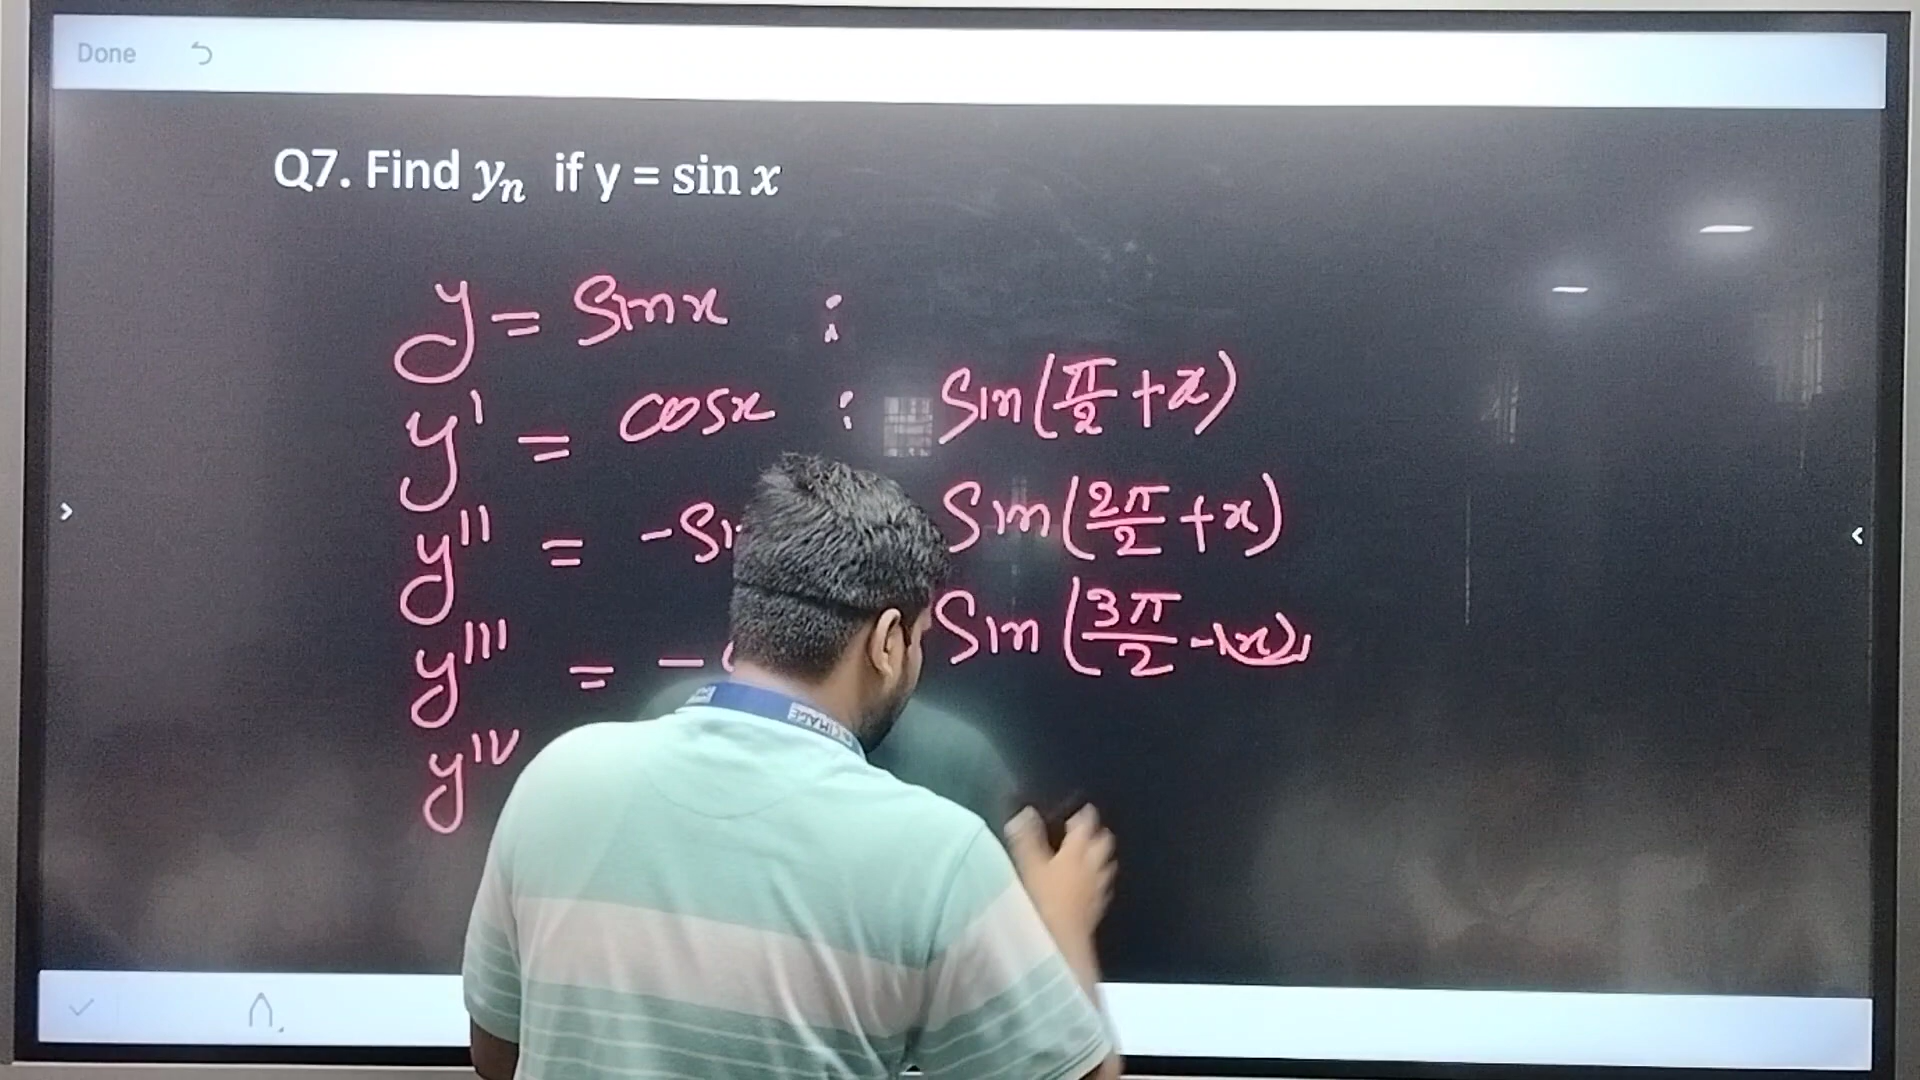 Done
Q7. Find yₙ if y = sin x
y = Sinx :
y' = cosx : Sin(π/2 + x)
y'' = -Si Sin(2π/2 + x)
y''' = - Sin(3π/2 + x)
y'ⱽ